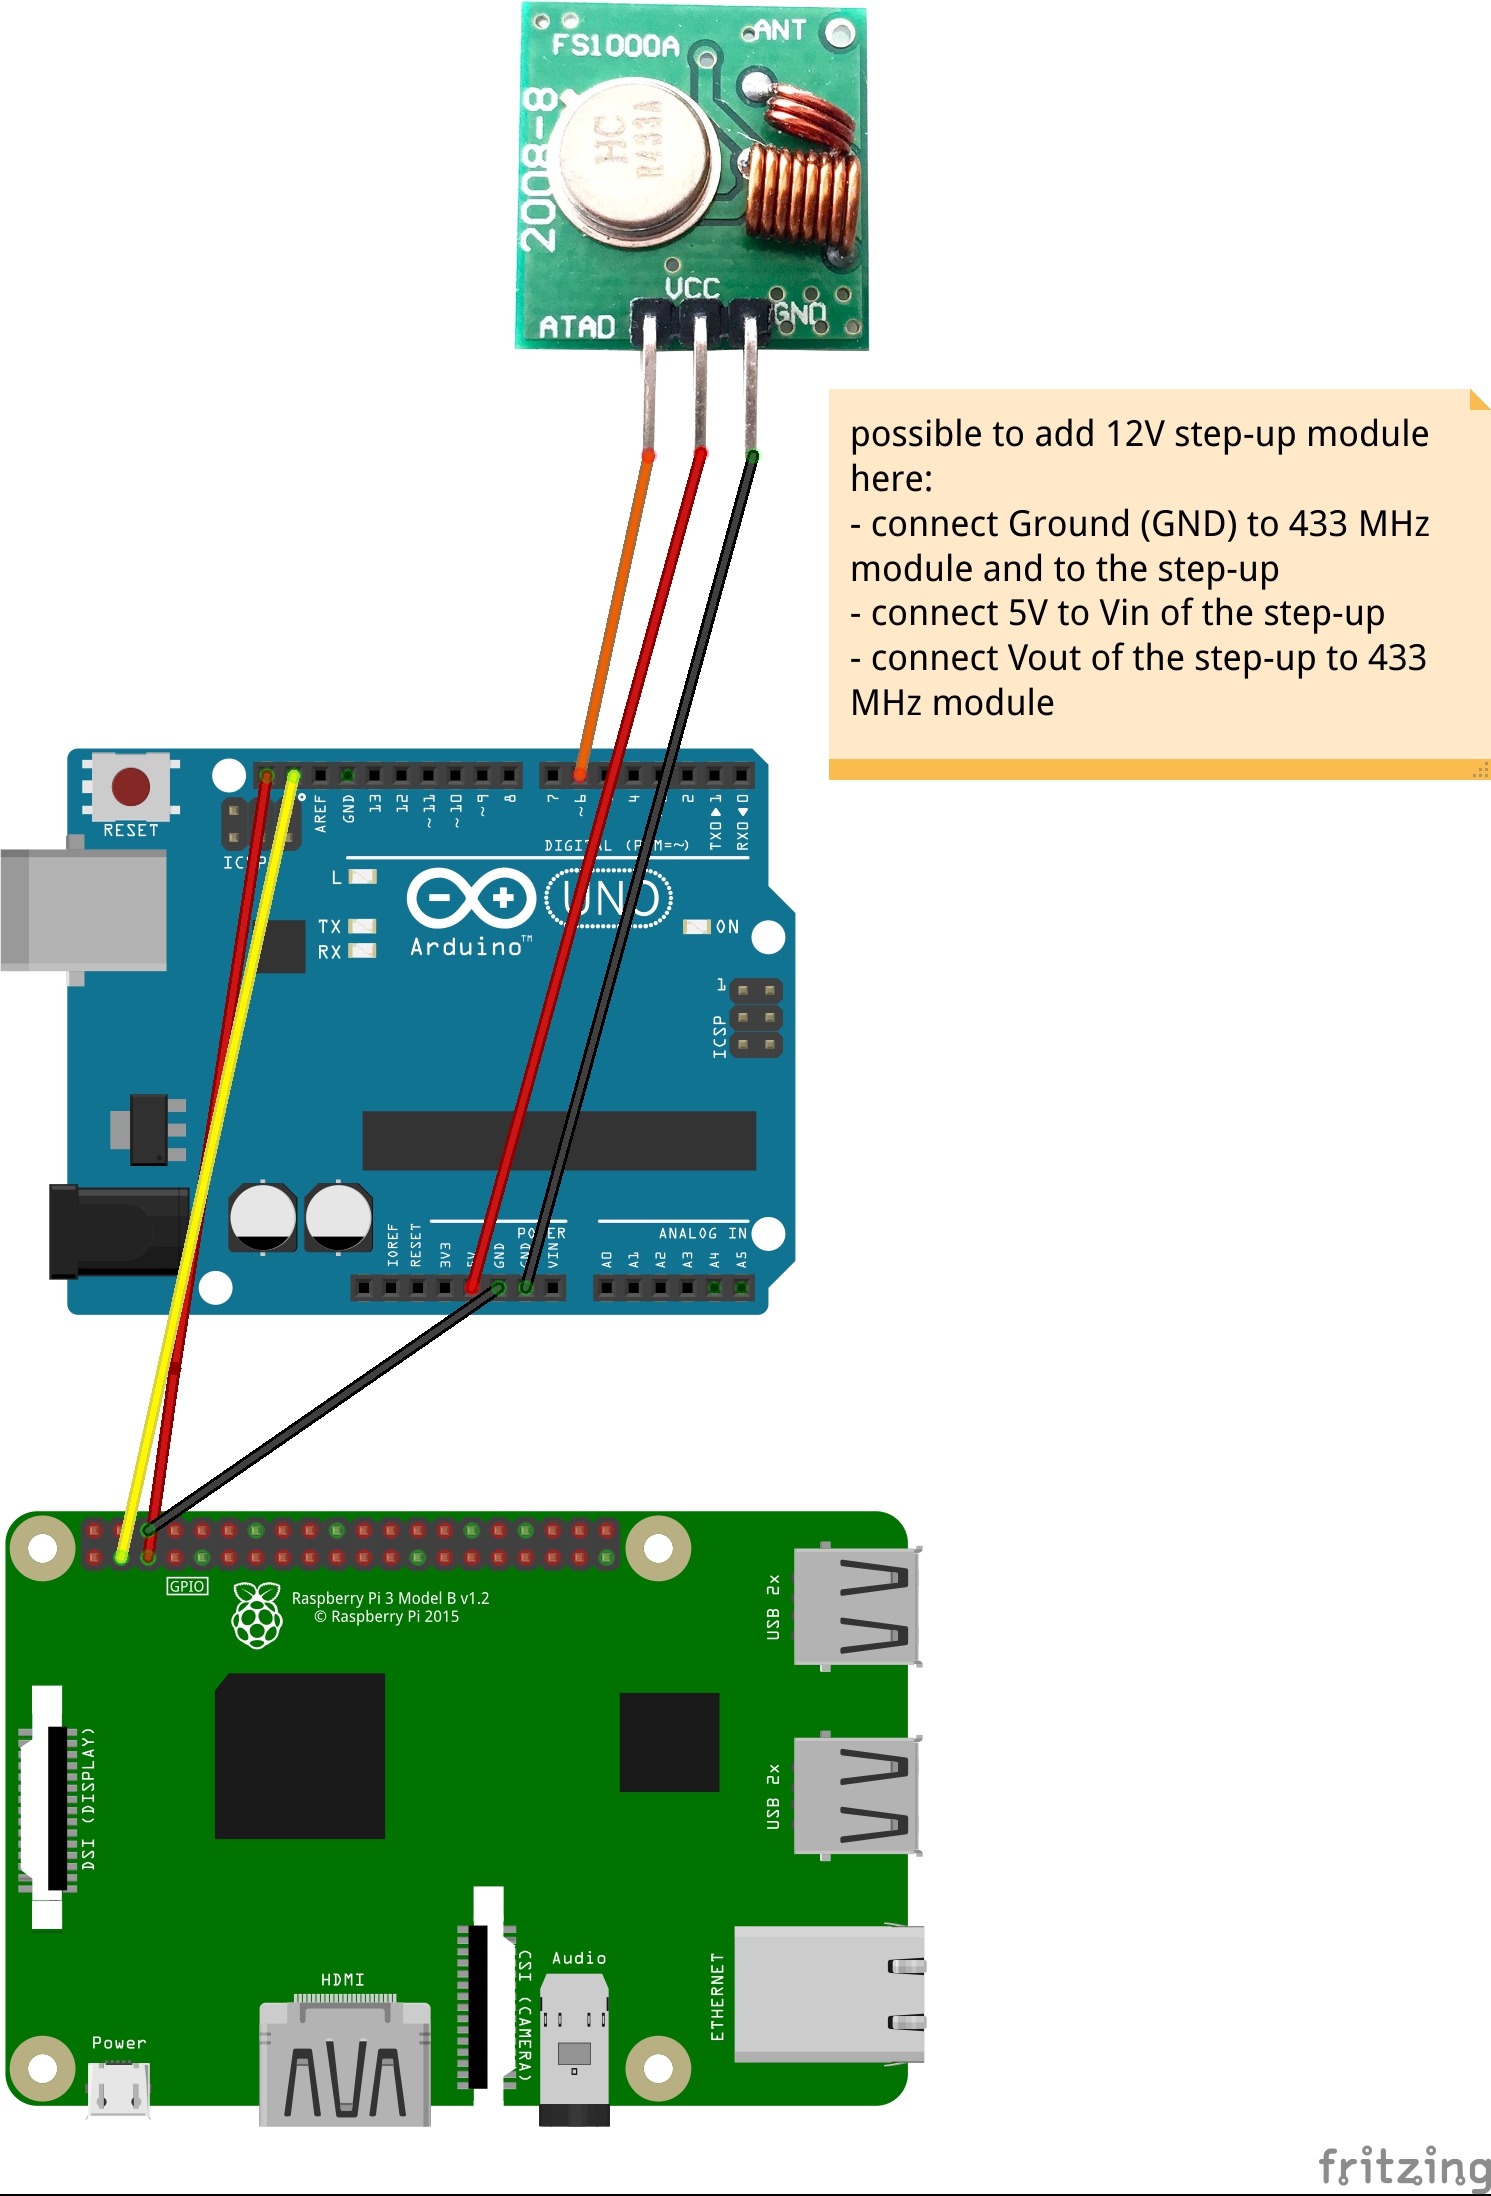 FS1000A
ANT
2008-8
HC
R433A
VCC
ATAD
GND
possible to add 12V step-up module
here:
- connect Ground (GND) to 433 MHz
module and to the step-up
- connect 5V to Vin of the step-up
- connect Vout of the step-up to 433
MHz module
RESET
AREF
GND
13
12
~11
~10
~9
8
7
~6
4
2
TX0▶1
RX0◀0
ICSP
DIGITAL (PWM=~)
L
TX
RX
UNO
Arduino™
ON
1
ICSP
POWER
ANALOG IN
IOREF
RESET
3V3
5V
GND
GND
VIN
A0
A1
A2
A3
A4
A5
GPIO
Raspberry Pi 3 Model B v1.2
© Raspberry Pi 2015
USB 2x
USB 2x
DSI (DISPLAY)
CSI (CAMERA)
Audio
ETHERNET
HDMI
Power
fritzing